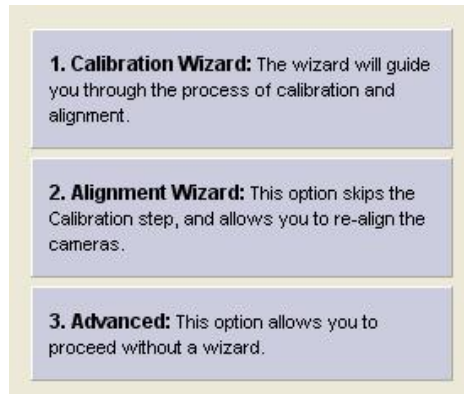 1. Calibration Wizard: The wizard will guide
you through the process of calibration and
alignment.
2. Alignment Wizard: This option skips the
Calibration step, and allows you to re-align the
cameras.
3. Advanced: This option allows you to
proceed without a wizard.